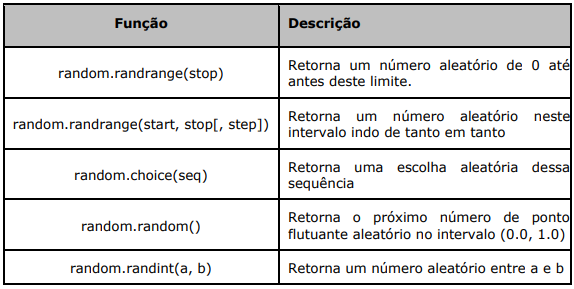 Função
Descrição
random.randrange(stop)
Retorna um número aleatório de 0 até
antes deste limite.
random.randrange(start, stop[, step])
Retorna um número aleatório neste
intervalo indo de tanto em tanto
random.choice(seq)
Retorna uma escolha aleatória dessa
sequência
random.random()
Retorna o próximo número de ponto
flutuante aleatório no intervalo (0.0, 1.0)
random.randint(a, b)
Retorna um número aleatório entre a e b